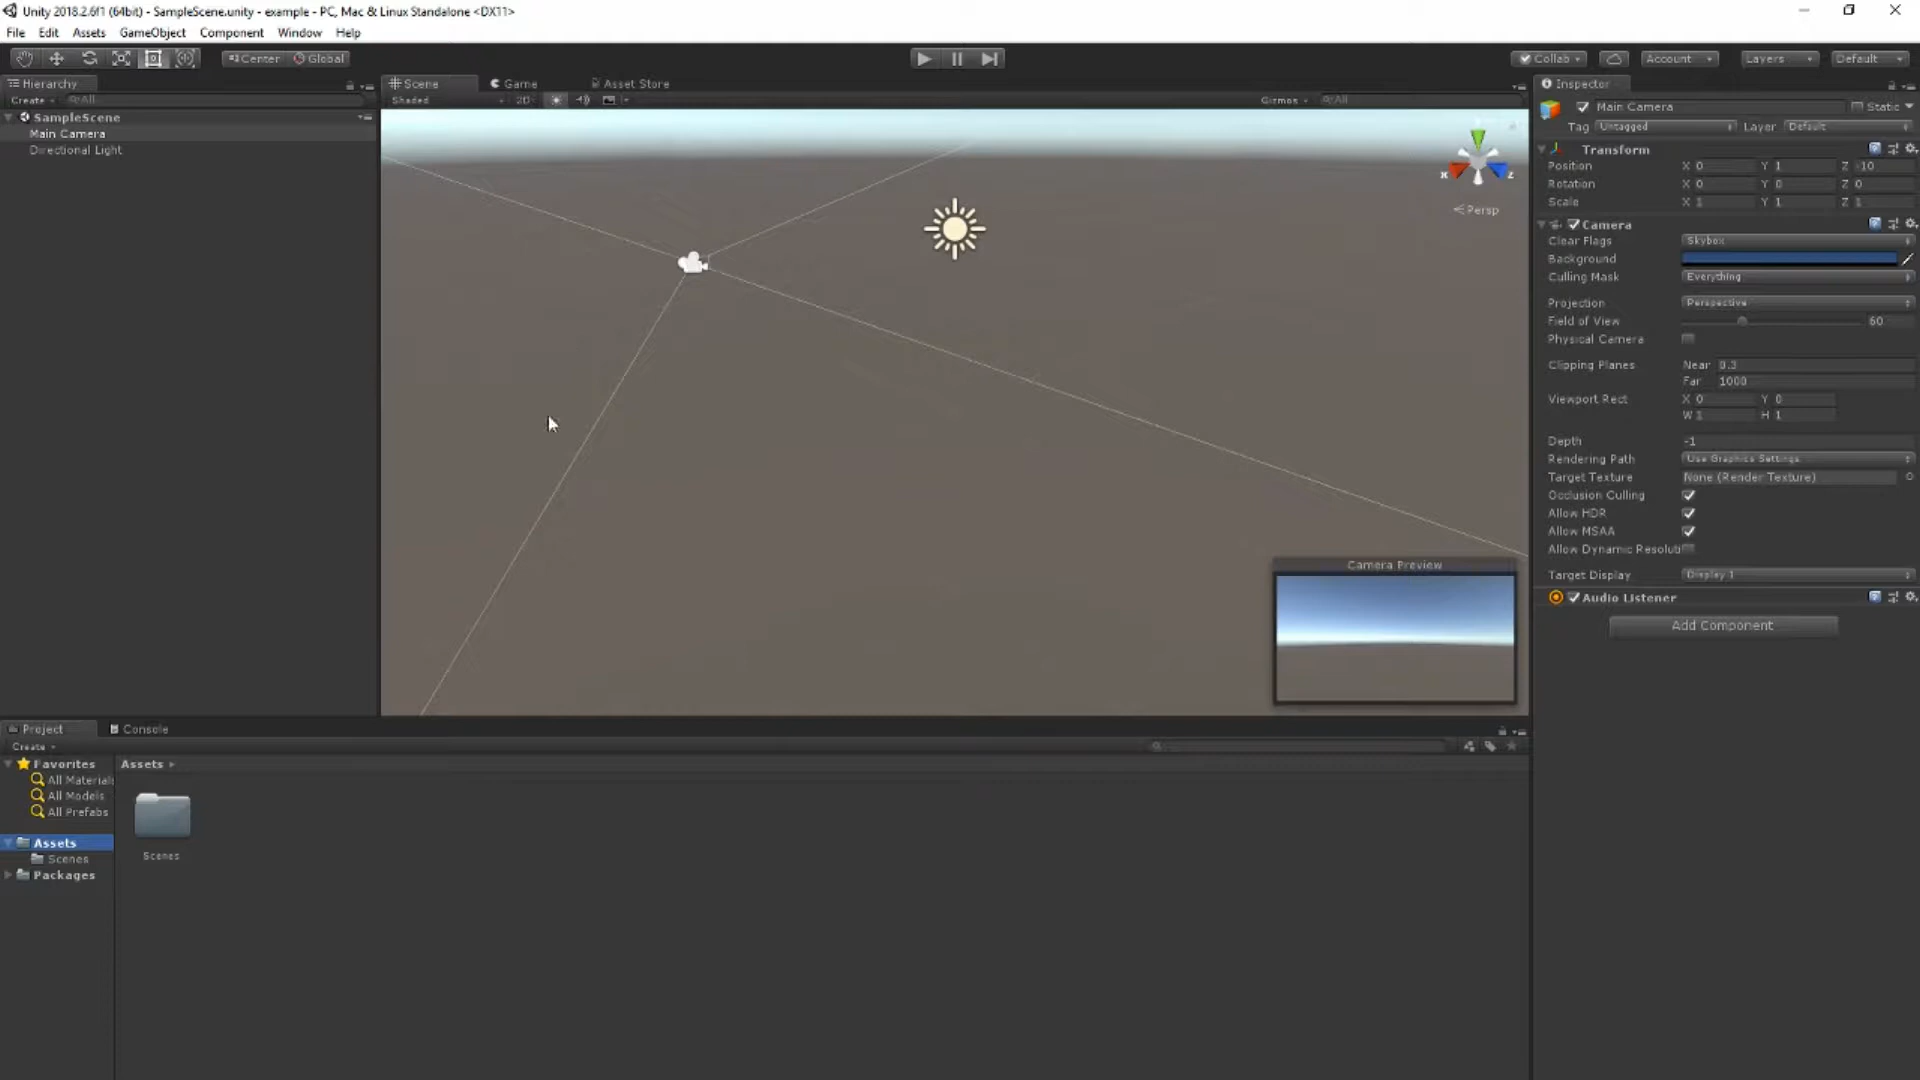 Unity 2018.2.6f1 (64bit) - SampleScene.unity - example - PC, Mac & Linux Standalone <DX11>
File Edit Assets GameObject Component Window Help
Center Global Collab Account Layers Default
Hierarchy
Create All
SampleScene
Main Camera
Directional Light
Scene Game Asset Store
Shaded 2D Gizmos All
Persp
Camera Preview
Inspector
Main Camera Static
Tag Untagged Layer Default
Transform
Position X 0 Y 1 Z -10
Rotation X 0 Y 0 Z 0
Scale X 1 Y 1 Z 1
Camera
Clear Flags Skybox
Background
Culling Mask Everything
Projection Perspective
Field of View 60
Physical Camera
Clipping Planes Near 0.3
Far 1000
Viewport Rect X 0 Y 0
W 1 H 1
Depth -1
Rendering Path Use Graphics Settings
Target Texture None (Render Texture)
Occlusion Culling
Allow HDR
Allow MSAA
Allow Dynamic Resoluti
Target Display Display 1
Audio Listener
Add Component
Project Console
Create
Favorites
All Material
All Models
All Prefabs
Assets
Scenes
Packages
Assets
Scenes
x z